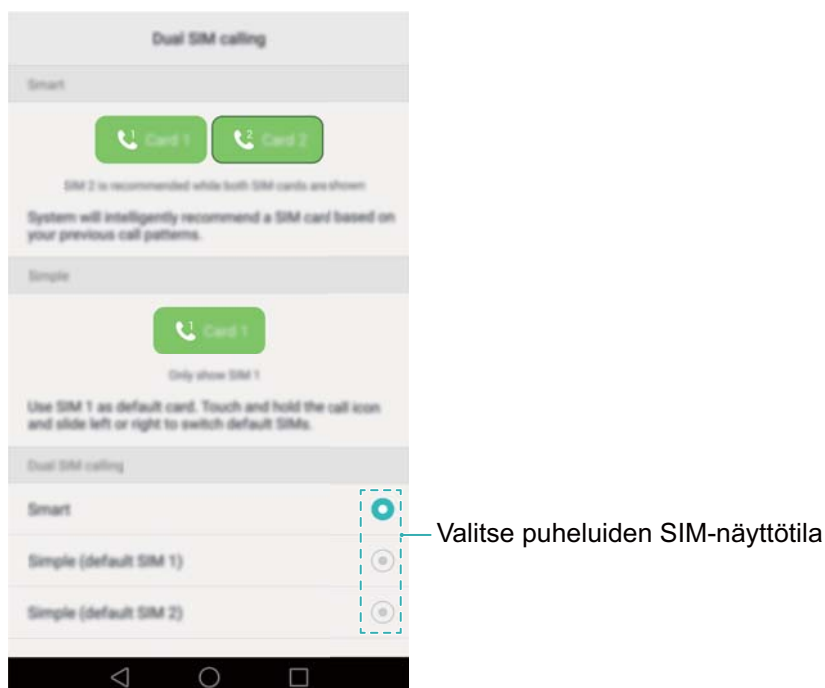 Dual SIM calling
Smart
1 Card 1 2 Card 2
SIM 2 is recommended while both SIM cards are shown
System will intelligently recommend a SIM card based on
your previous call patterns.
Simple
1 Card 1
Only show SIM 1
Use SIM 1 as default card. Touch and hold the call icon
and slide left or right to switch default SIMs.
Dual SIM calling
Smart
Valitse puheluiden SIM-näyttötila
Simple (default SIM 1)
Simple (default SIM 2)